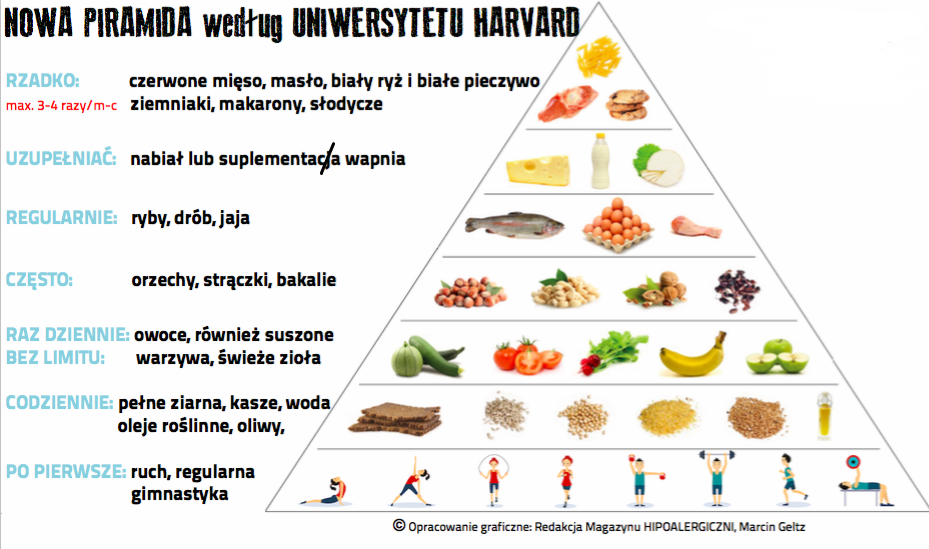 NOWA PIRAMIDA według UNIWERSYTETU HARVARD
RZADKO: czerwone mięso, masło, biały ryż i białe pieczywo
max. 3-4 razy/m-c ziemniaki, makarony, słodycze
UZUPEŁNIAĆ: nabiał lub suplementacja wapnia
REGULARNIE: ryby, drób, jaja
CZĘSTO: orzechy, strączki, bakalie
RAZ DZIENNIE: owoce, również suszone
BEZ LIMITU: warzywa, świeże zioła
CODZIENNIE: pełne ziarna, kasze, woda
oleje roślinne, oliwy,
PO PIERWSZE: ruch, regularna
gimnastyka
© Opracowanie graficzne: Redakcja Magazynu HIPOALERGICZNI, Marcin Geltz